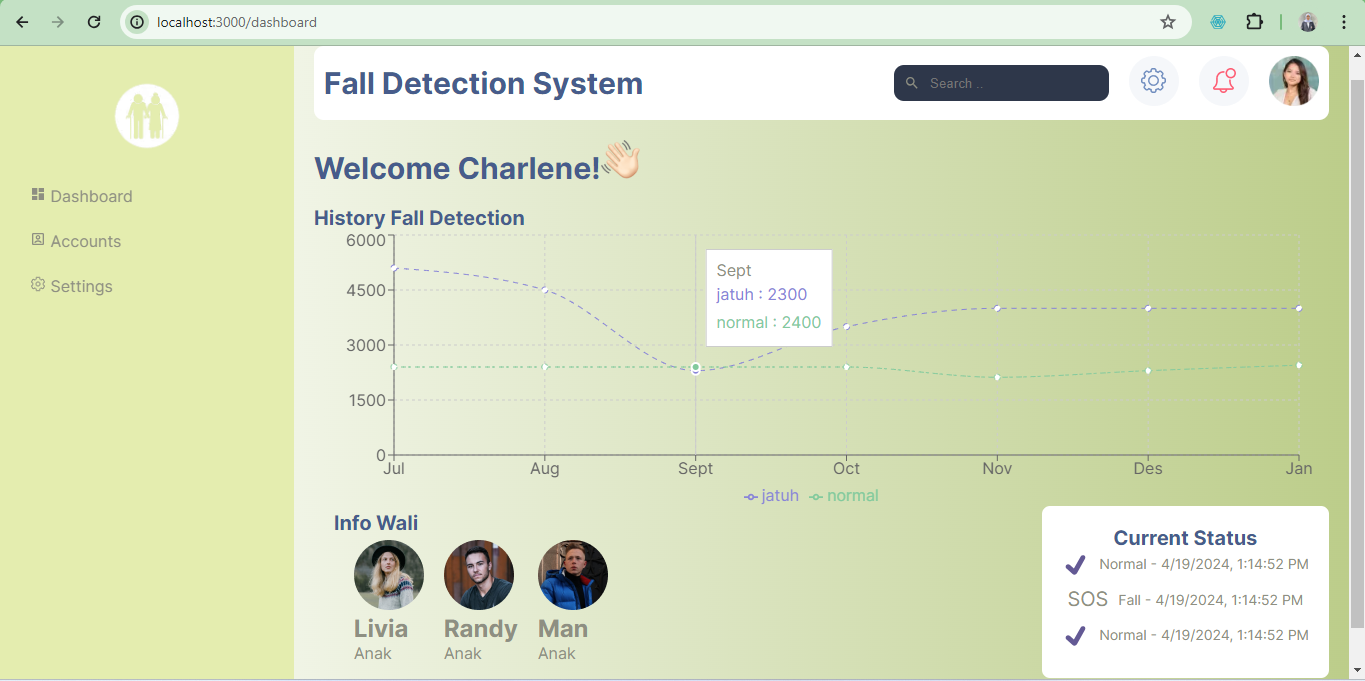 localhost:3000/dashboard
Fall Detection System
Search ..
Dashboard
Accounts
Settings
Welcome Charlene!
History Fall Detection
6000
4500
3000
1500
0
Sept
jatuh : 2300
normal : 2400
Jul Aug Sept Oct Nov Des Jan
jatuh normal
Info Wali
Livia Randy Man
Anak Anak Anak
Current Status
Normal - 4/19/2024, 1:14:52 PM
SOS Fall - 4/19/2024, 1:14:52 PM
Normal - 4/19/2024, 1:14:52 PM